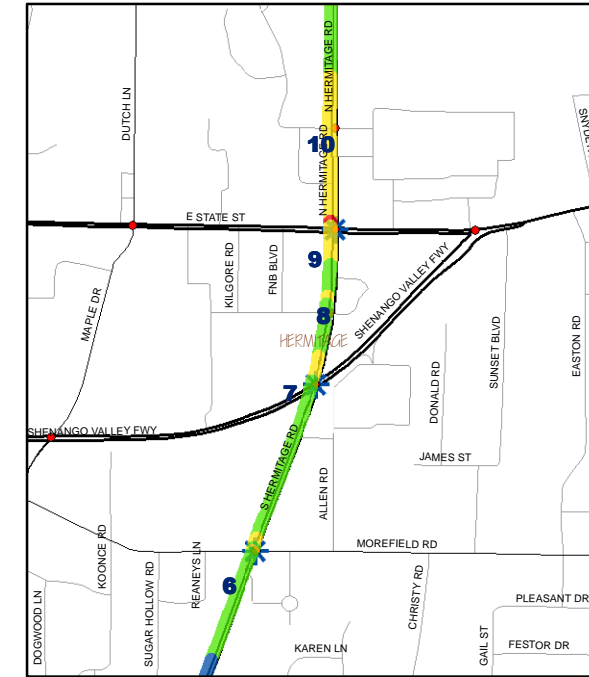 N HERMITAGE RD
DUTCH LN
10
N HERMITAGE RD
E STATE ST
KILGORE RD
FNB BLVD
9
8
HERMITAGE
SHENANGO VALLEY FWY
MAPLE DR
SUNSET BLVD
EASTON RD
DONALD RD
7
SHENANGO VALLEY FWY
S HERMITAGE RD
ALLEN RD
JAMES ST
MOREFIELD RD
KOONCE RD
REANEYS LN
SUGAR HOLLOW RD
DOGWOOD LN
6
CHRISTY RD
PLEASANT DR
GAIL ST
FESTOR DR
KAREN LN